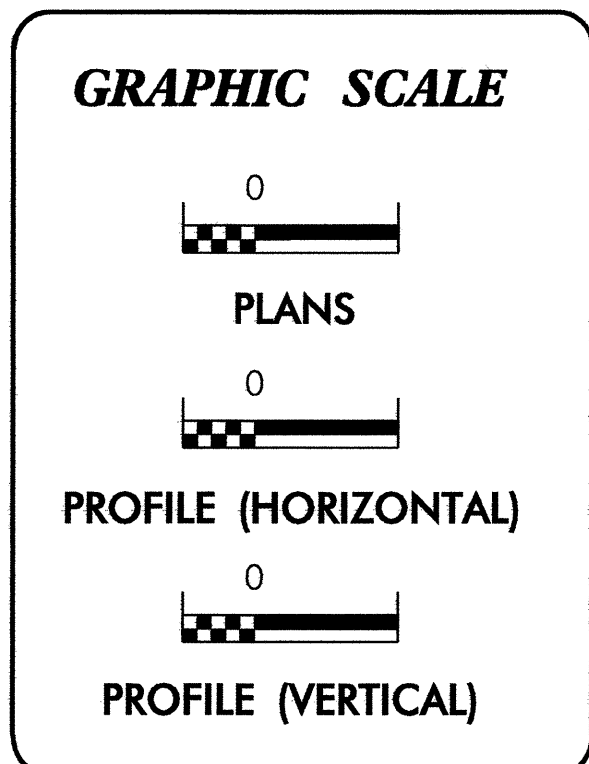 GRAPHIC SCALE
0
PLANS
0
PROFILE (HORIZONTAL)
0
PROFILE (VERTICAL)